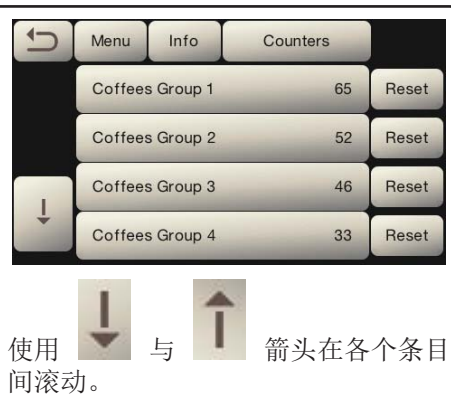 Menu Info Counters
Coffees Group 1 65 Reset
Coffees Group 2 52 Reset
Coffees Group 3 46 Reset
Coffees Group 4 33 Reset
使用 与 箭头在各个条目
间滚动。